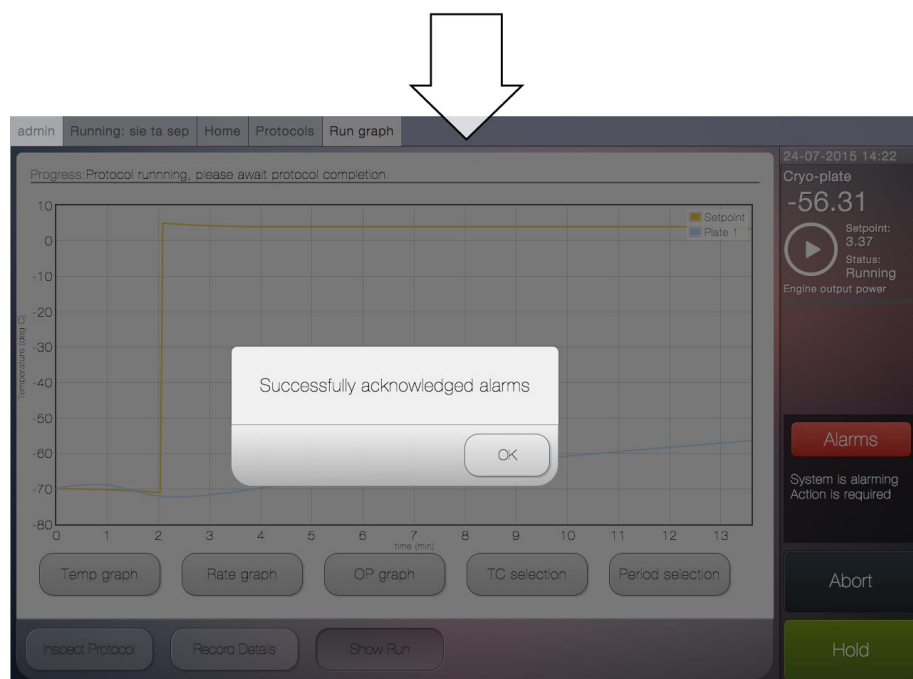 admin Running: sie ta sep Home Protocols Run graph
24-07-2015 14:22
Cryo-plate
-56.31
Setpoint:
3.37
Status:
Running
Engine output power
Progress:Protocol runnning, please await protocol completion.
Setpoint
Plate 1
Temperature (deg C)
10
0
-10
-20
-30
-40
-50
-60
-70
-80
0 1 2 3 4 5 6 7 8 9 10 11 12 13
time (min)
Successfully acknowledged alarms
OK
Temp graph Rate graph OP graph TC selection Period selection
Alarms
System is alarming
Action is required
Abort
Hold
Inspect Protocol Record Details Show Run